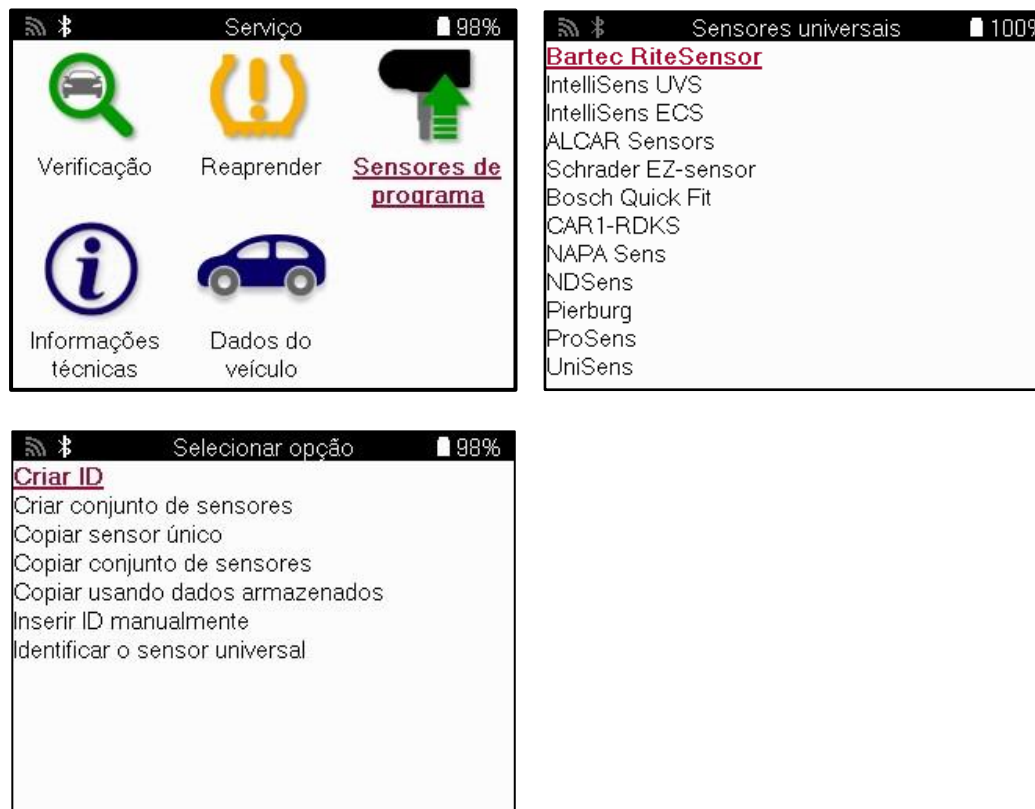 Serviço 98%
Verificação
Reaprender
Sensores de
programa
Informações
técnicas
Dados do
veículo
Sensores universais 100%
Bartec RiteSensor
IntelliSens UVS
IntelliSens ECS
ALCAR Sensors
Schrader EZ-sensor
Bosch Quick Fit
CAR1-RDKS
NAPA Sens
NDSens
Pierburg
ProSens
UniSens
Selecionar opção 98%
Criar ID
Criar conjunto de sensores
Copiar sensor único
Copiar conjunto de sensores
Copiar usando dados armazenados
Inserir ID manualmente
Identificar o sensor universal